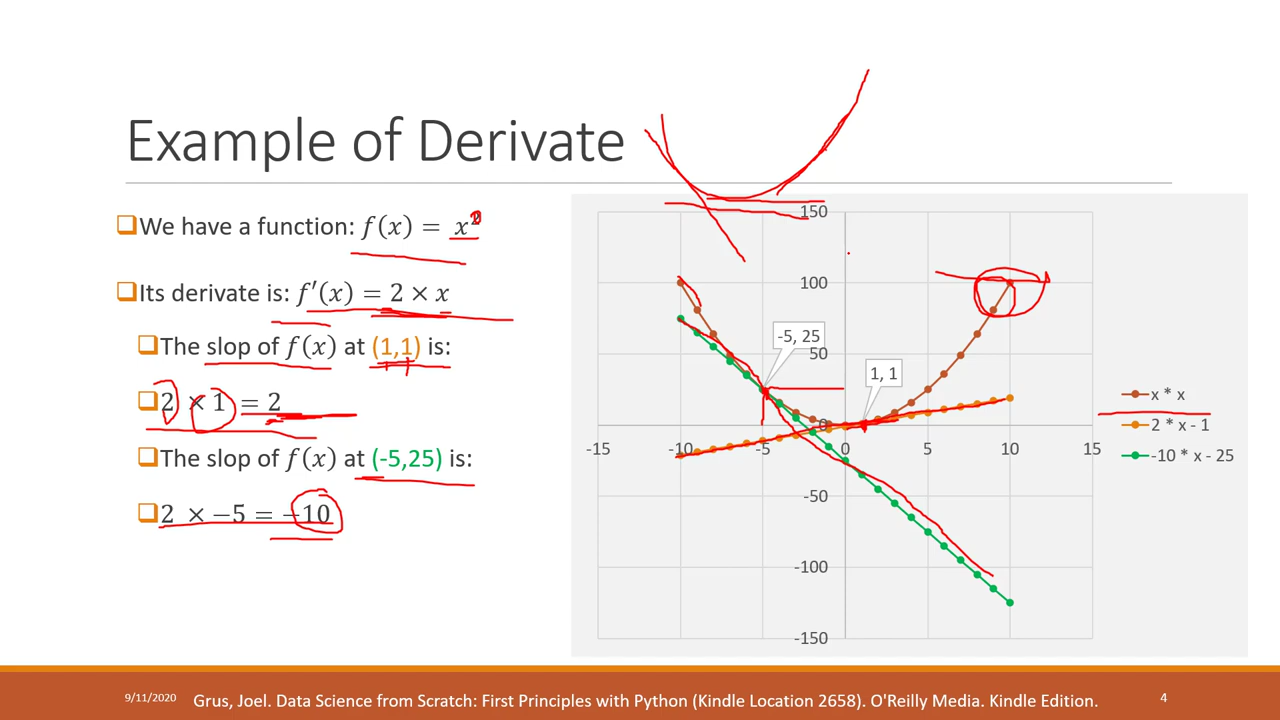 Example of Derivate
We have a function: f(x) = x²
Its derivate is: f′(x) = 2 × x
The slop of f(x) at (1,1) is:
2 × 1 = 2
The slop of f(x) at (-5,25) is:
2 × −5 = −10
150
100
50
0
-50
-100
-150
-15
-10
-5
0
5
10
15
-5, 25
1, 1
x * x
2 * x - 1
-10 * x - 25
9/11/2020
Grus, Joel. Data Science from Scratch: First Principles with Python (Kindle Location 2658). O'Reilly Media. Kindle Edition.
4